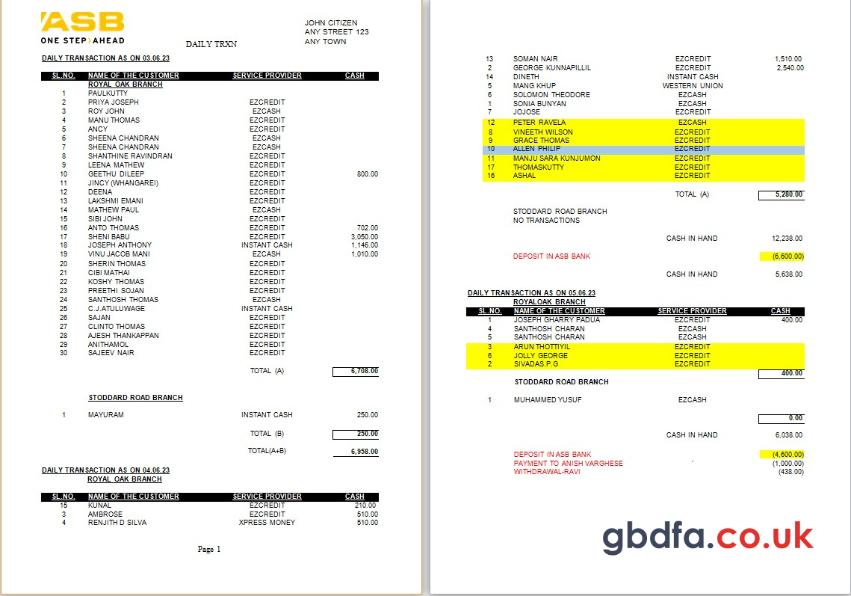 ASB
ONE STEP AHEAD
JOHN CITIZEN
ANY STREET 123
ANY TOWN
DAILY TRXN
DAILY TRANSACTION AS ON 03.06.23
SL.NO. NAME OF THE CUSTOMER SERVICE PROVIDER CASH
ROYAL OAK BRANCH
1 PAULKUTTY
2 PRIYA JOSEPH EZCREDIT
3 ROY JOHN EZCASH
4 MANU THOMAS EZCREDIT
5 ANCY EZCREDIT
6 SHEENA CHANDRAN EZCASH
7 SHEENA CHANDRAN EZCASH
8 SHANTHINE RAVINDRAN EZCREDIT
9 LEENA MATHEW EZCREDIT
10 GEETHU DILEEP EZCREDIT 800.00
11 JINCY (WHANGAREI) EZCREDIT
12 DEENA EZCREDIT
13 LAKSHMI EMANI EZCREDIT
14 MATHEW PAUL EZCASH
15 SIBI JOHN EZCREDIT
16 ANTO THOMAS EZCREDIT 702.00
17 SHENI BABU EZCREDIT 3,050.00
18 JOSEPH ANTHONY INSTANT CASH 1,146.00
19 VINU JACOB MANI EZCASH 1,010.00
20 SHERIN THOMAS EZCREDIT
21 CIBI MATHAI EZCREDIT
22 KOSHY THOMAS EZCREDIT
23 PREETHI SOJAN EZCREDIT
24 SANTHOSH THOMAS EZCASH
25 C.J.ATULUWAGE INSTANT CASH
26 SAJAN EZCREDIT
27 CLINTO THOMAS EZCREDIT
28 AJESH THANKAPPAN EZCREDIT
29 ANITHAMOL EZCREDIT
30 SAJEEV NAIR EZCREDIT
TOTAL (A) 6,708.00
STODDARD ROAD BRANCH
1 MAYURAM INSTANT CASH 250.00
TOTAL (B) 250.00
TOTAL(A+B) 6,958.00
DAILY TRANSACTION AS ON 04.06.23
ROYAL OAK BRANCH
SL.NO. NAME OF THE CUSTOMER SERVICE PROVIDER CASH
15 KUNAL EZCREDIT 210.00
3 AMBROSE EZCREDIT 510.00
4 RENJITH D SILVA XPRESS MONEY 510.00
Page 1
13 SOMAN NAIR EZCREDIT 1,510.00
2 GEORGE KUNNAPILLIL EZCREDIT 2,540.00
14 DINETH INSTANT CASH
5 MANG KHUP WESTERN UNION
6 SOLOMON THEODORE EZCASH
1 SONIA BUNYAN EZCASH
7 JOJOSE EZCREDIT
12 PETER RAVELA EZCASH
8 VINEETH WILSON EZCREDIT
9 GRACE THOMAS EZCREDIT
10 ALLEN PHILIP EZCREDIT
11 MANJU SARA KUNJUMON EZCREDIT
17 THOMASKUTTY EZCREDIT
16 ASHAL EZCREDIT
TOTAL (A) 5,280.00
STODDARD ROAD BRANCH
NO TRANSACTIONS
CASH IN HAND 12,238.00
DEPOSIT IN ASB BANK (6,600.00)
CASH IN HAND 5,638.00
DAILY TRANSACTION AS ON 05.06.23
ROYALOAK BRANCH
SL.NO. NAME OF THE CUSTOMER SERVICE PROVIDER CASH
1 JOSEPH GHARRY PADUA EZCREDIT 400.00
4 SANTHOSH CHARAN EZCASH
5 SANTHOSH CHARAN EZCREDIT
3 ARUN THOTTIYIL EZCREDIT
6 JOLLY GEORGE EZCREDIT
2 SIVADAS.P.G EZCREDIT
400.00
STODDARD ROAD BRANCH
1 MUHAMMED YUSUF EZCASH
0.00
CASH IN HAND 6,038.00
DEPOSIT IN ASB BANK (4,600.00)
PAYMENT TO ANISH VARGHESE (1,000.00)
WITHDRAWAL-RAVI (438.00)
gbdfa.co.uk